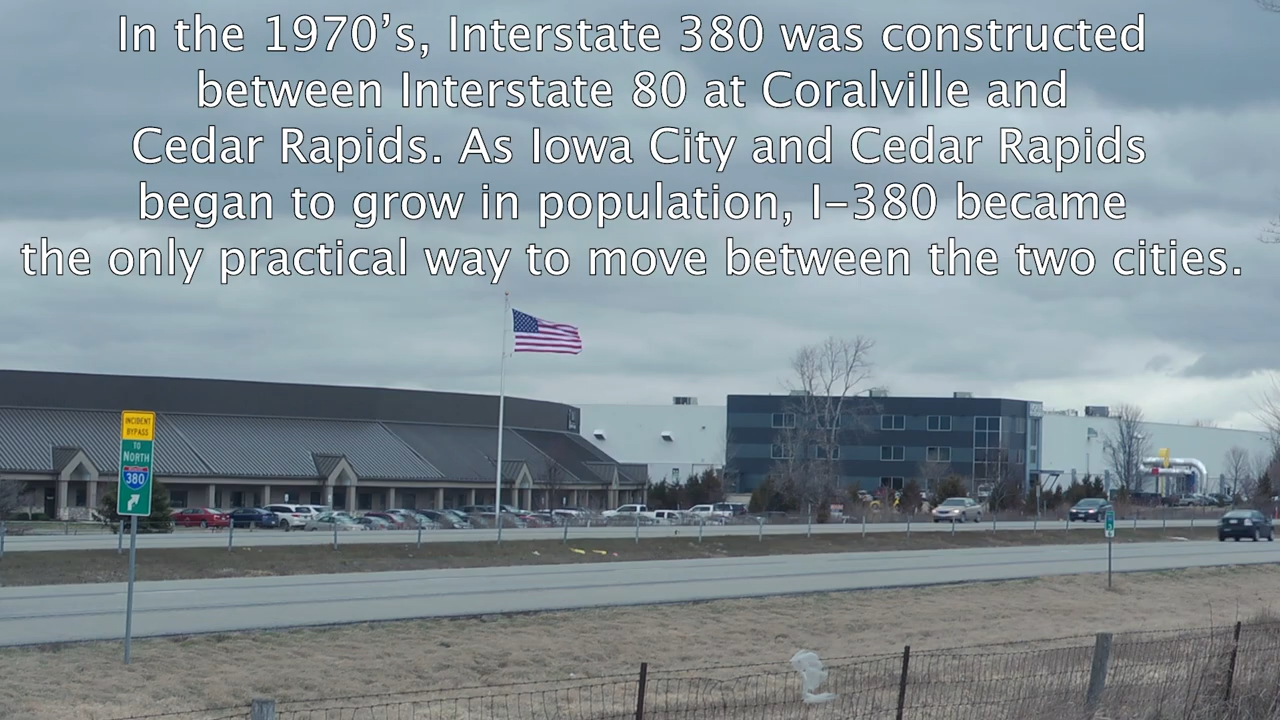 In the 1970’s, Interstate 380 was constructed
between Interstate 80 at Coralville and
Cedar Rapids. As Iowa City and Cedar Rapids
began to grow in population, I-380 became
the only practical way to move between the two cities.
INCIDENT
BYPASS
TO
NORTH
380